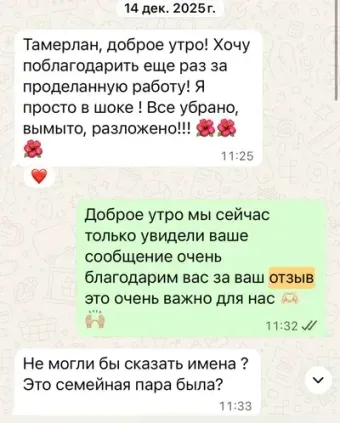 14 дек. 2025 г.
Тамерлан, доброе утро! Хочу
поблагодарить еще раз за
проделанную работу! Я
просто в шоке ! Все убрано,
вымыто, разложено!!! 🌺🌺
🌺
11:25
❤️
Доброе утро мы сейчас
только увидели ваше
сообщение очень
благодарим вас за ваш отзыв
это очень важно для нас 🫶🏼
🙌🏼
11:32
Не могли бы сказать имена ?
Это семейная пара была?
11:33